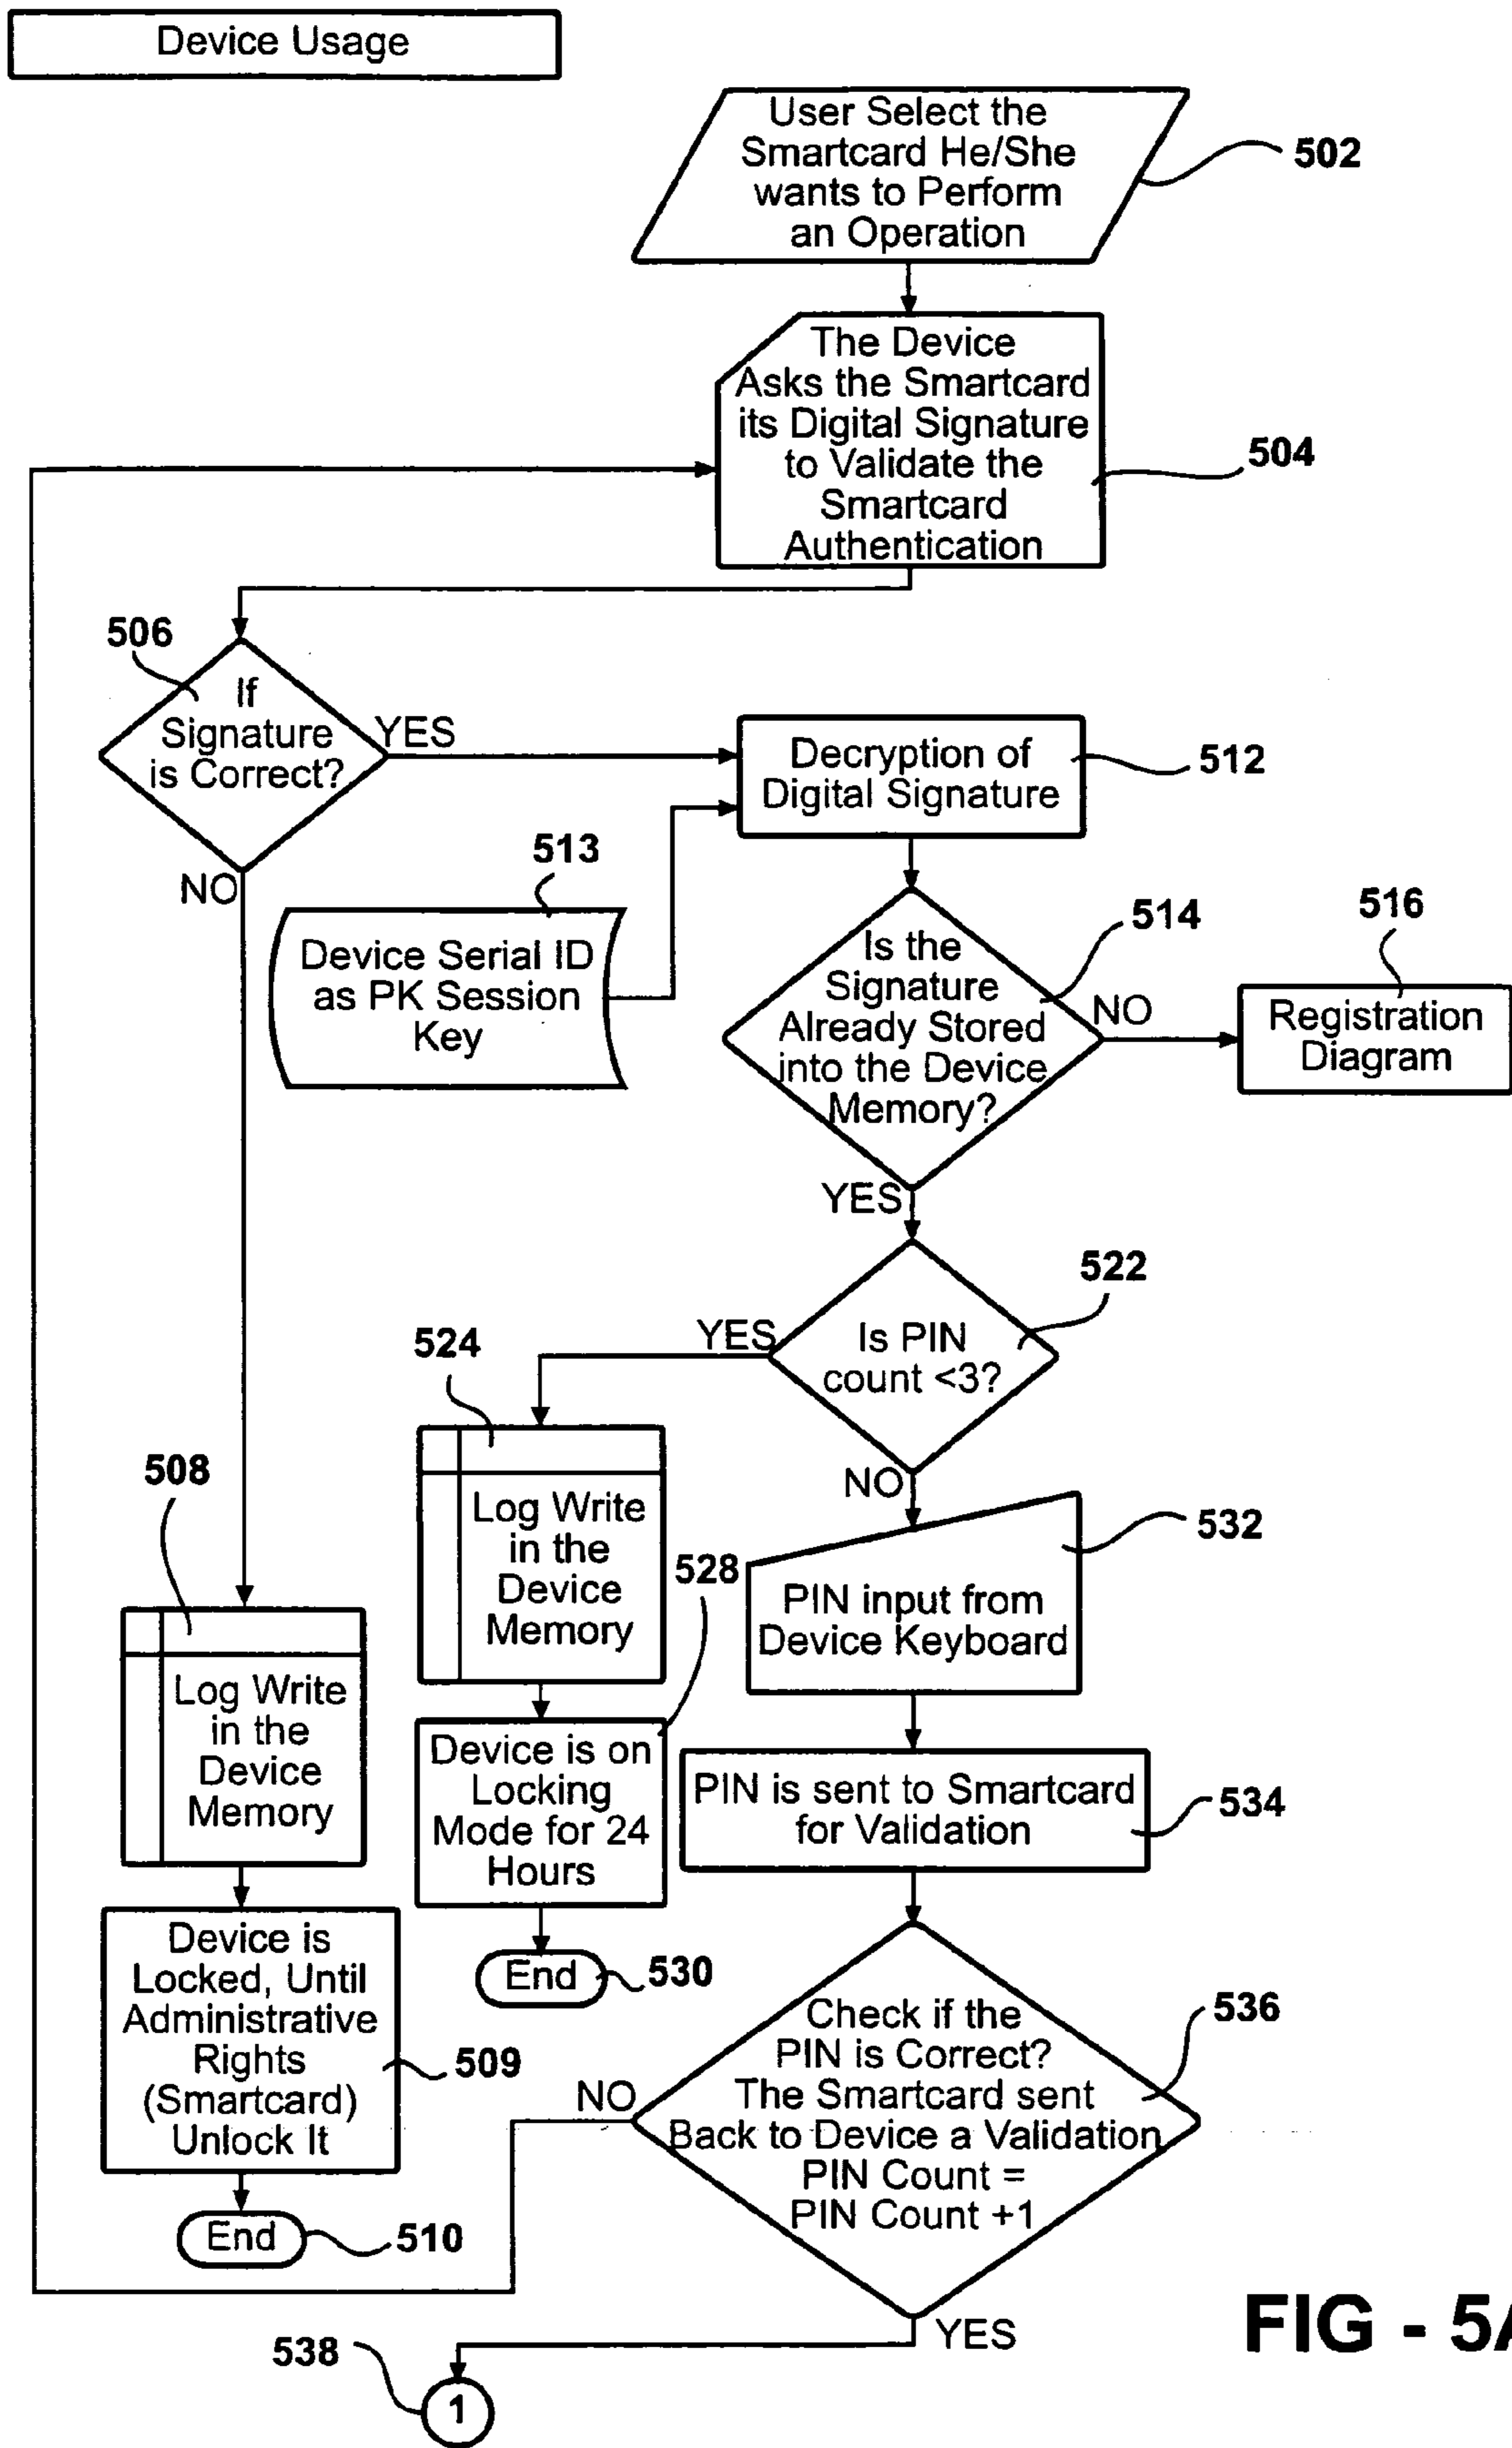 Device Usage
User Select the
Smartcard He/She
wants to Perform
an Operation
502
The Device
Asks the Smartcard
its Digital Signature
to Validate the
Smartcard
Authentication
504
506
If
Signature
is Correct?
YES
NO
Decryption of
Digital Signature
512
513
Device Serial ID
as PK Session
Key
514
Is the
Signature
Already Stored
into the Device
Memory?
NO
YES
516
Registration
Diagram
522
Is PIN
count <3?
YES
NO
524
Log Write
in the
Device
Memory
528
Device is on
Locking
Mode for 24
Hours
End
530
508
Log Write
in the
Device
Memory
Device is
Locked, Until
Administrative
Rights
(Smartcard)
Unlock It
509
End
510
532
PIN input from
Device Keyboard
PIN is sent to Smartcard
for Validation
534
536
Check if the
PIN is Correct?
The Smartcard sent
Back to Device a Validation
PIN Count =
PIN Count +1
NO
YES
538
1
FIG - 5A